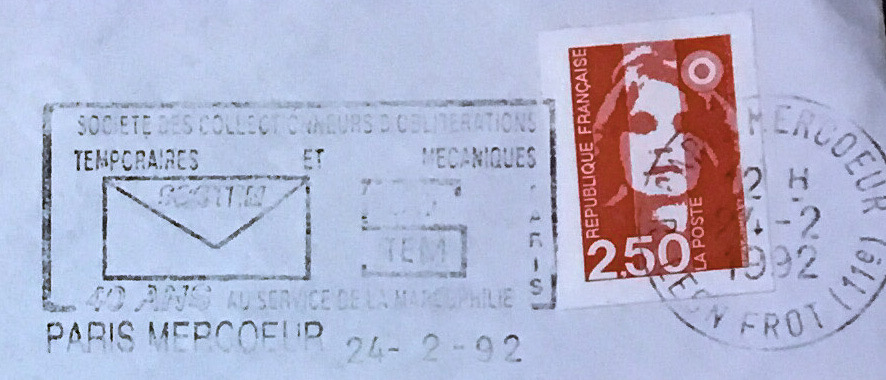 SOCIETE DES COLLECTIONNEURS D'OBLITERATIONS
TEMPORAIRES ET MECANIQUES
TEM
PARIS
40 ANS AU SERVICE DE LA MARCOPHILIE
PARIS MERCOEUR 24-2-92
REPUBLIQUE FRANÇAISE
2,50
LA POSTE
MERCOEUR (11e)
12 H
24-2
1992
LEON FROT